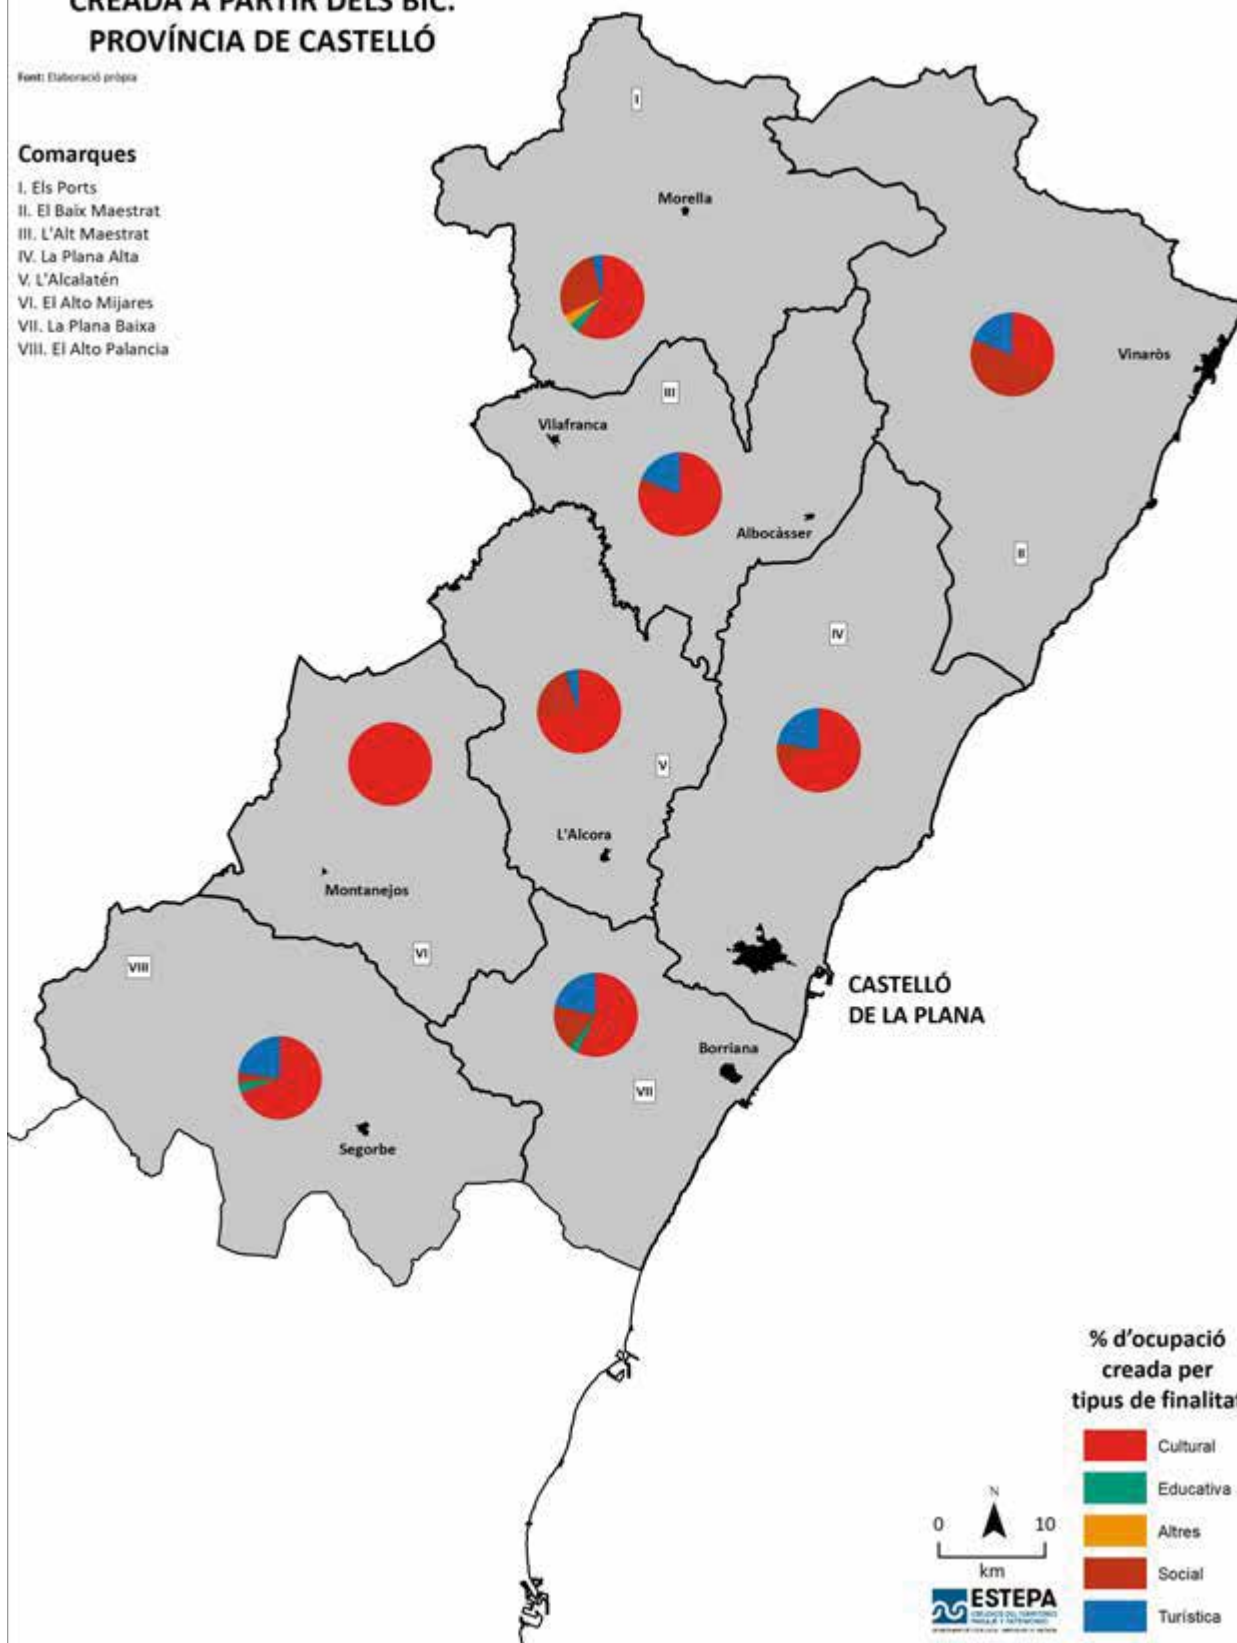 CREADA A PARTIR DELS BIC.
PROVÍNCIA DE CASTELLÓ
Font: Elaboració pròpia
Comarques
I. Els Ports
II. El Baix Maestrat
III. L'Alt Maestrat
IV. La Plana Alta
V. L'Alcalatén
VI. El Alto Mijares
VII. La Plana Baixa
VIII. El Alto Palancia
I
Morella
Vinaròs
III
Vilafranca
Albocàsser
II
IV
V
L'Alcora
Montanejos
VI
VIII
CASTELLÓ
DE LA PLANA
Borriana
VII
Segorbe
% d'ocupació
creada per
tipus de finalitat
Cultural
Educativa
Altres
Social
Turística
N
0 10
km
ESTEPA